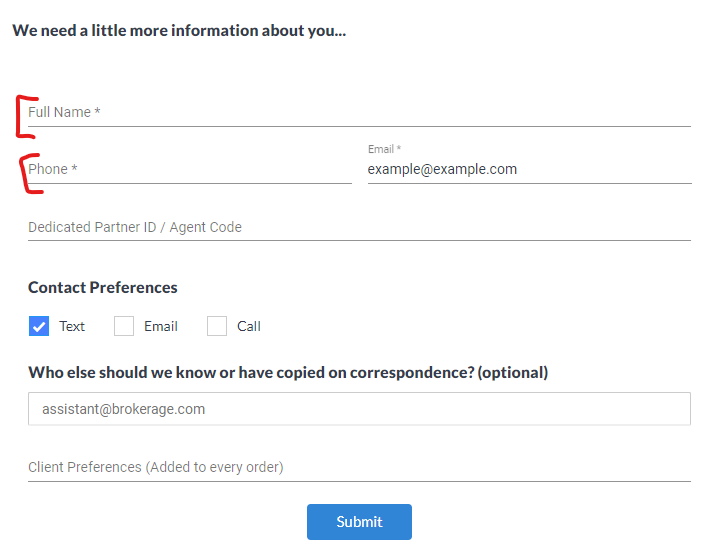 We need a little more information about you...
Full Name *
Email *
Phone *
example@example.com
Dedicated Partner ID / Agent Code
Contact Preferences
Text
Email
Call
Who else should we know or have copied on correspondence? (optional)
assistant@brokerage.com
Client Preferences (Added to every order)
Submit